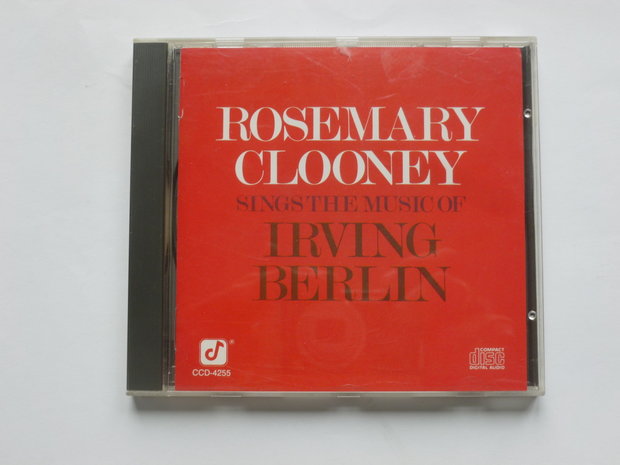 ROSEMARY
CLOONEY
SINGS THE MUSIC OF
IRVING
BERLIN
CCD-4255
COMPACT
disc
DIGITAL AUDIO